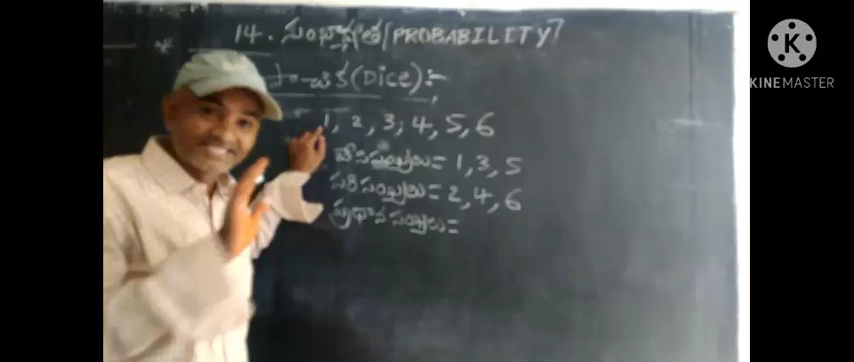 14. సంభావ్యత/PROBABILITY
పాచిక (Dice):-
1, 2, 3, 4, 5, 6
బేసి సంఖ్యలు = 1, 3, 5
సరి సంఖ్యలు = 2, 4, 6
ప్రధాన సంఖ్యలు =
K
KINEMASTER